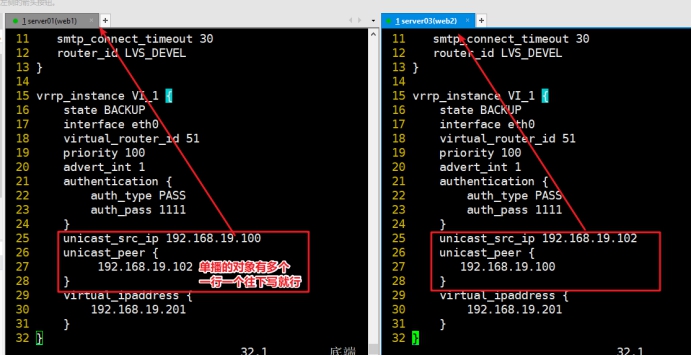 1 server01(web1)
11 smtp_connect_timeout 30
12 router_id LVS_DEVEL
13 }
14
15 vrrp_instance VI_1 {
16 state BACKUP
17 interface eth0
18 virtual_router_id 51
19 priority 100
20 advert_int 1
21 authentication {
22 auth_type PASS
23 auth_pass 1111
24 }
25 unicast_src_ip 192.168.19.100
26 unicast_peer {
27 192.168.19.102 单播的对象有多个
28 } 一行一个往下写就行
29 virtual_ipaddress {
30 192.168.19.201
31 }
32 }
32,1 底端
1 server03(web2)
11 smtp_connect_timeout 30
12 router_id LVS_DEVEL
13 }
14
15 vrrp_instance VI_1 {
16 state BACKUP
17 interface eth0
18 virtual_router_id 51
19 priority 100
20 advert_int 1
21 authentication {
22 auth_type PASS
23 auth_pass 1111
24 }
25 unicast_src_ip 192.168.19.102
26 unicast_peer {
27 192.168.19.100
28 }
29 virtual_ipaddress {
30 192.168.19.201
31 }
32 }
32,1